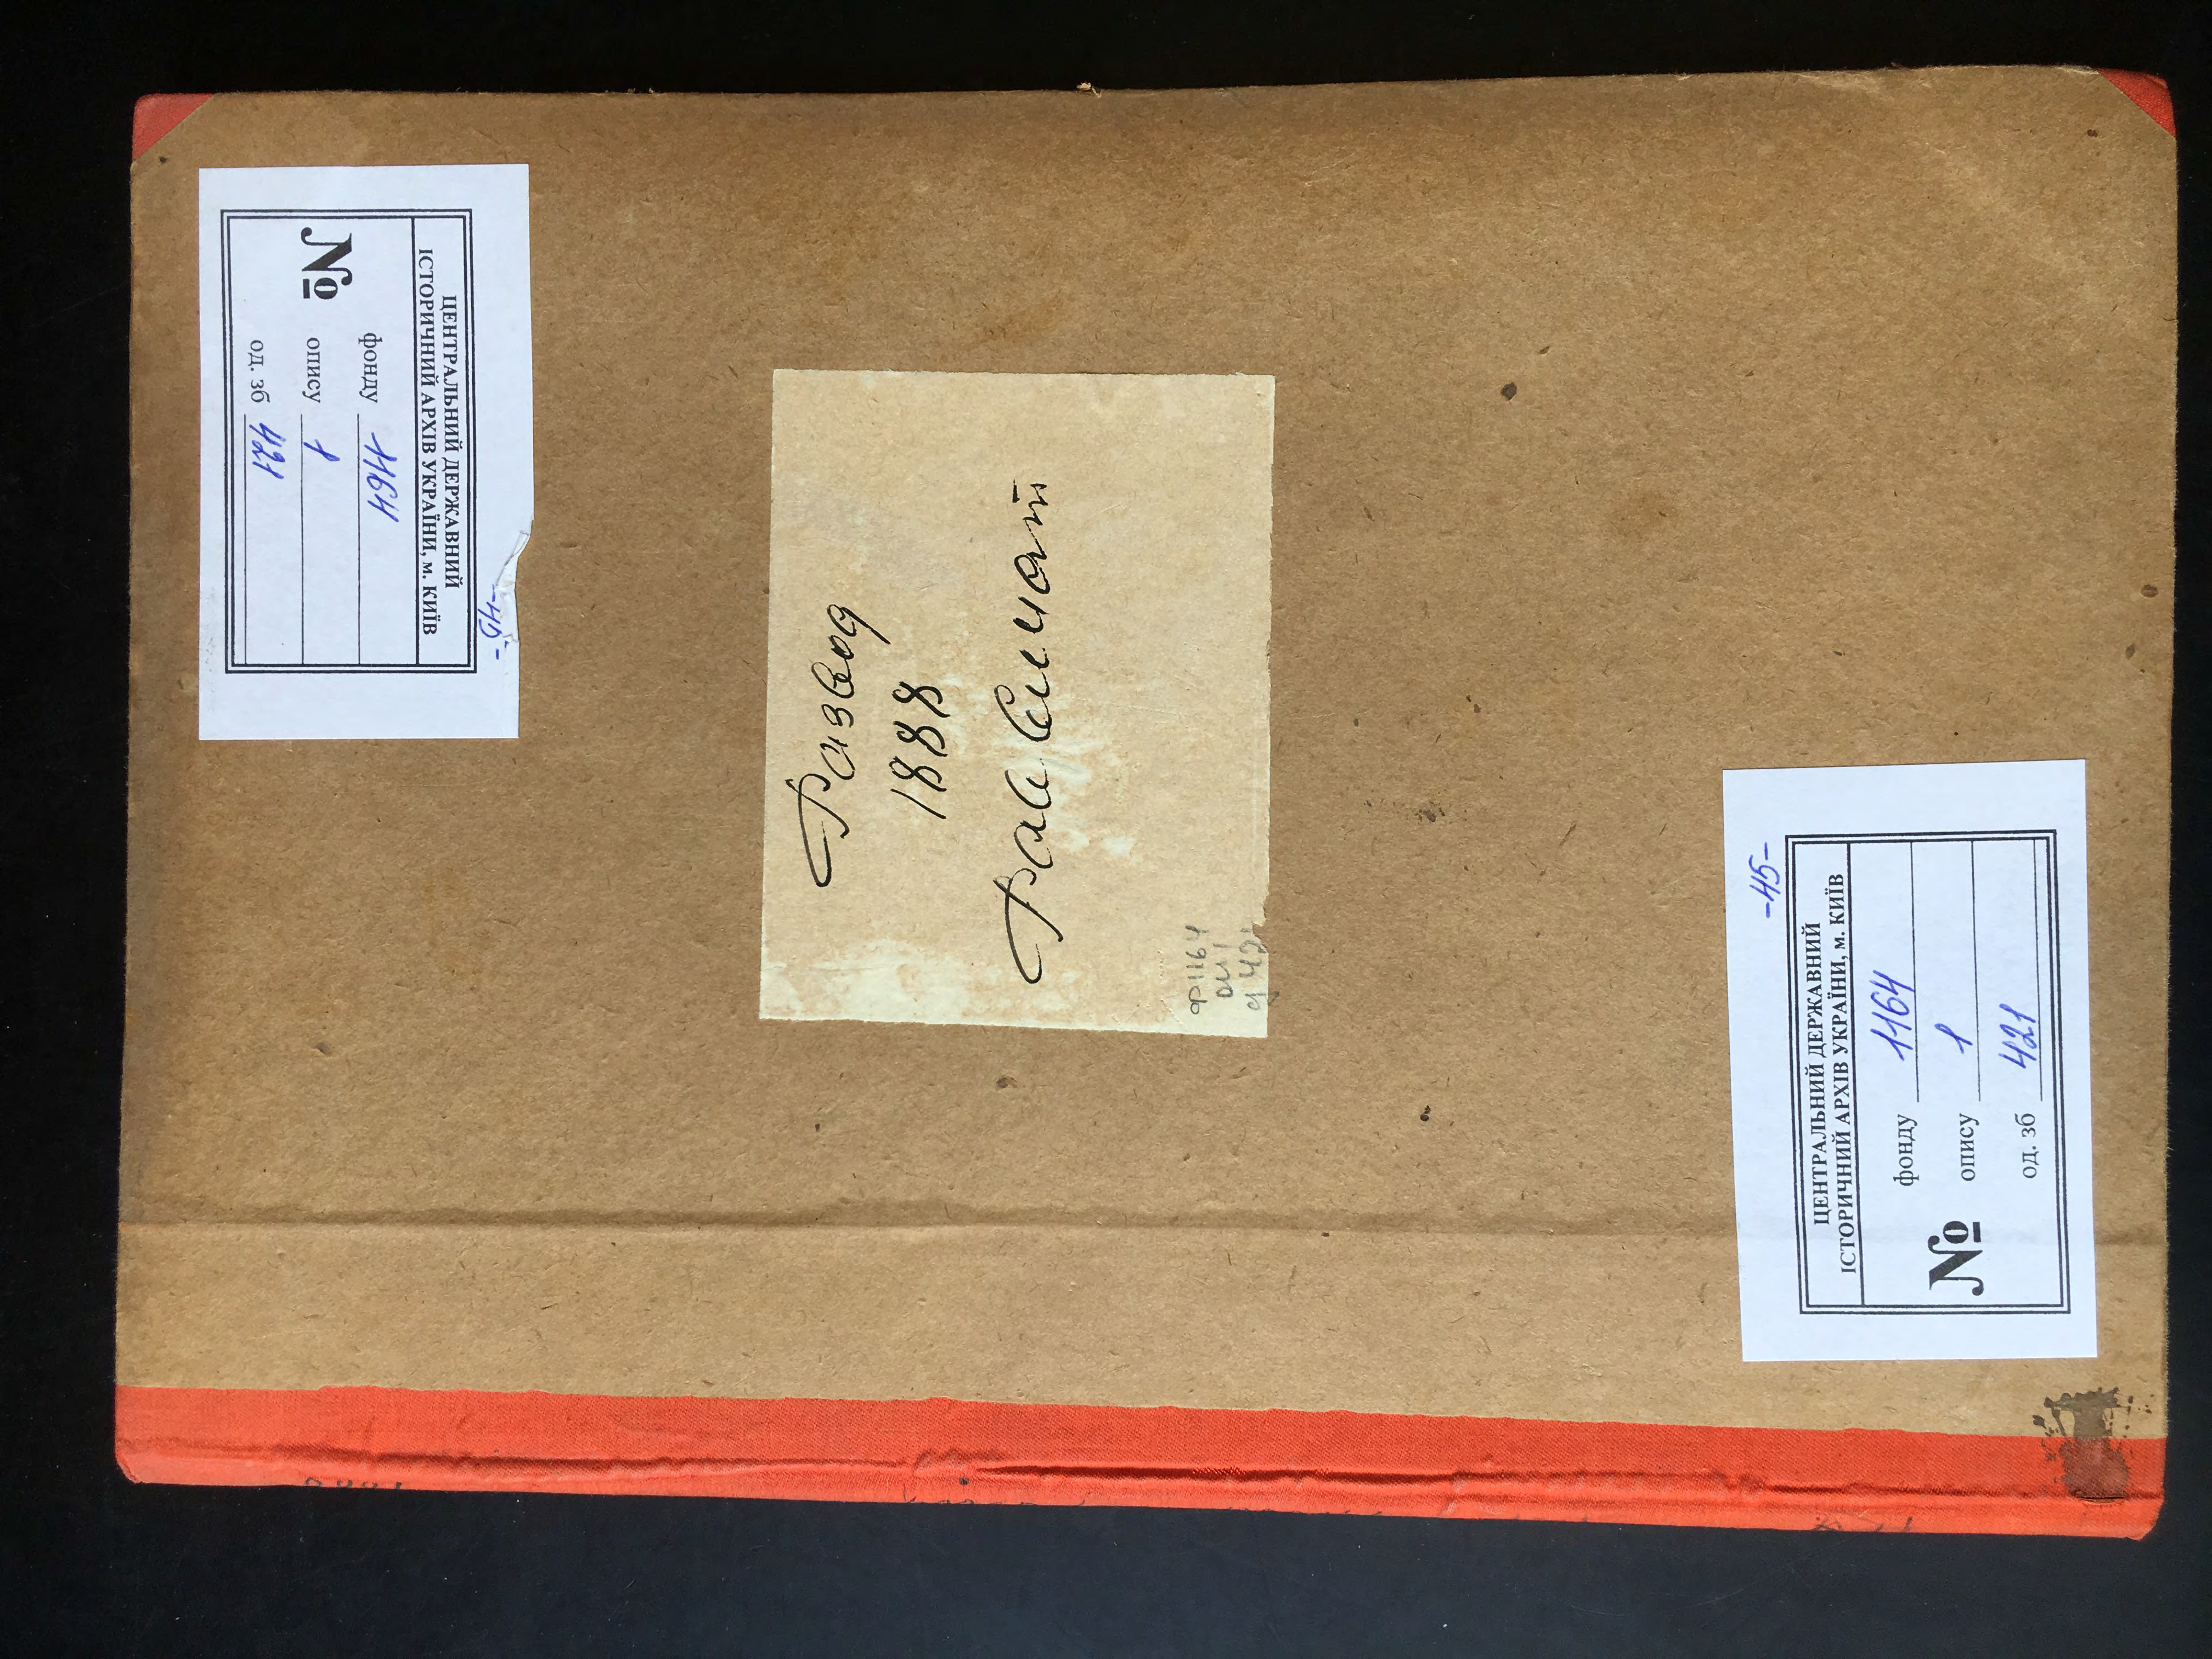 ЦЕНТРАЛЬНИЙ ДЕРЖАВНИЙ
ІСТОРИЧНИЙ АРХІВ УКРАЇНИ, м. КИЇВ
№
фонду 1164
опису 1
од. зб 421
-45-
Развод
1888
Раввинат
ф1164
оп1
д 421
-45-
ЦЕНТРАЛЬНИЙ ДЕРЖАВНИЙ
ІСТОРИЧНИЙ АРХІВ УКРАЇНИ, м. КИЇВ
№
фонду 1164
опису 1
од. зб 421